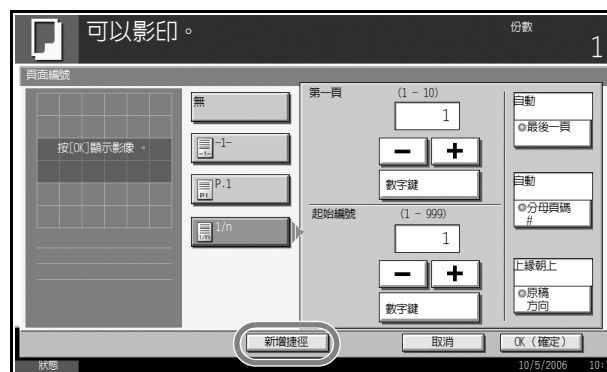 可以影印。
份數
1
頁面編號
按[OK]顯示影像 。
無
-1-
P.1
1/n
第一頁
(1 - 10)
1
數字鍵
起始編號
(1 - 999)
1
數字鍵
自動
最後一頁
自動
分母頁碼
#
上緣朝上
原稿
方向
新增捷徑
取消
OK (確定)
狀態
10/5/2006 10: